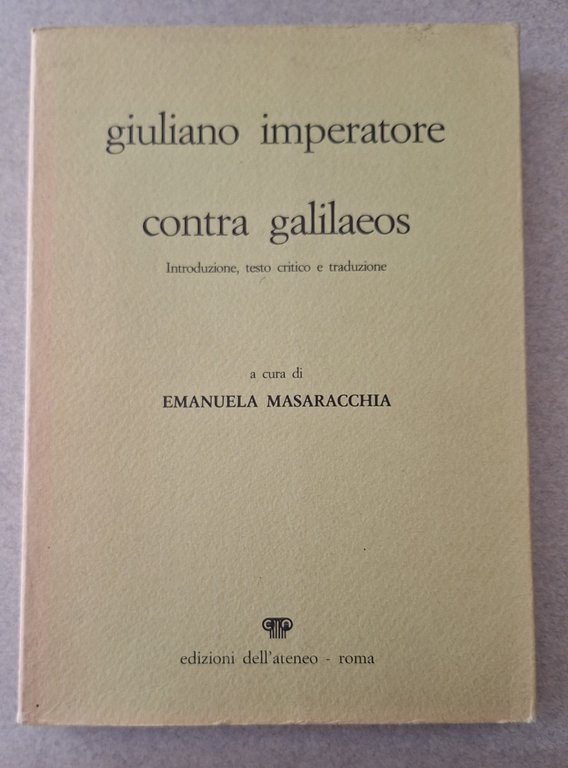 giuliano imperatore
contra galilaeos
Introduzione, testo critico e traduzione
a cura di
EMANUELA MASARACCHIA
edizioni dell'ateneo - roma